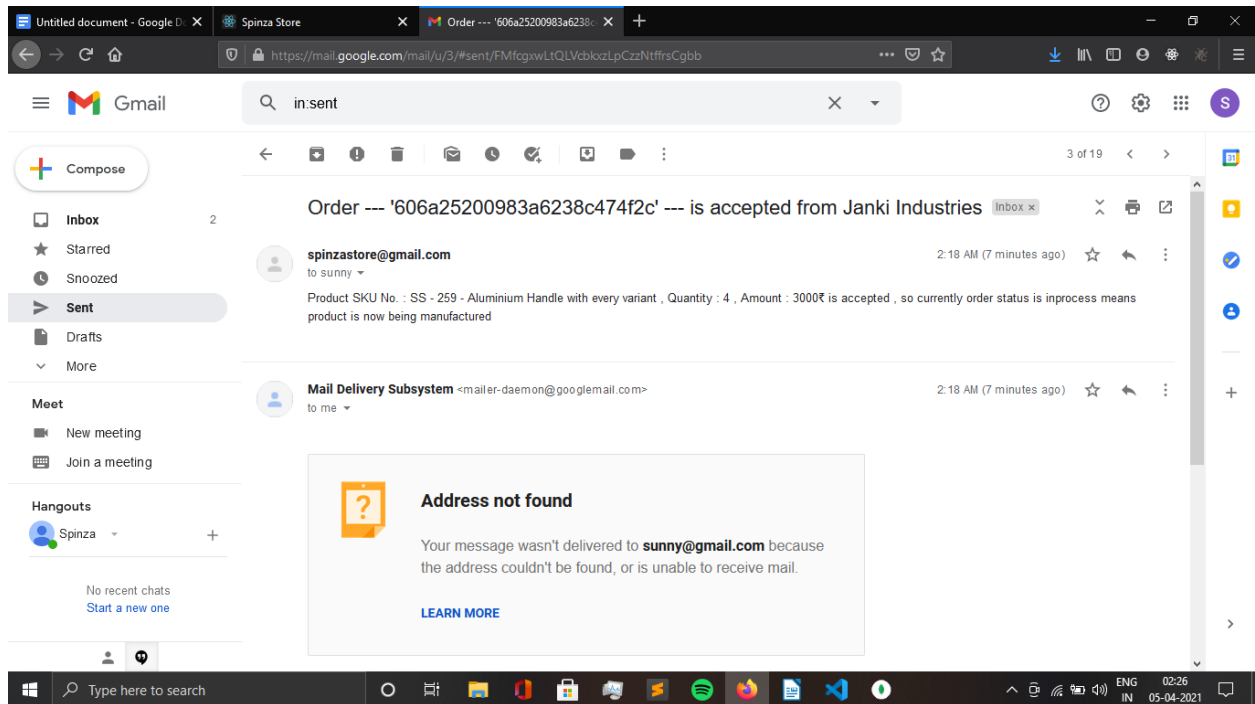 Untitled document - Google Do
Spinza Store
Order --- '606a25200983a6238c
https://mail.google.com/mail/u/3/#sent/FMfcgxwLtQLVcbkxzLpCzzNtffrsCgbb
Gmail
in:sent
S
Compose
3 of 19
31
Inbox 2
Starred
Snoozed
Sent
Drafts
More
Meet
New meeting
Join a meeting
Hangouts
Spinza
No recent chats
Start a new one
Order --- '606a25200983a6238c474f2c' --- is accepted from Janki Industries Inbox ×
spinzastore@gmail.com 2:18 AM (7 minutes ago)
to sunny
Product SKU No. : SS - 259 - Aluminium Handle with every variant , Quantity : 4 , Amount : 3000₹ is accepted , so currently order status is inprocess means
product is now being manufactured
Mail Delivery Subsystem <mailer-daemon@googlemail.com> 2:18 AM (7 minutes ago)
to me
Address not found
Your message wasn't delivered to sunny@gmail.com because
the address couldn't be found, or is unable to receive mail.
LEARN MORE
Type here to search
ENG 02:26
IN 05-04-2021